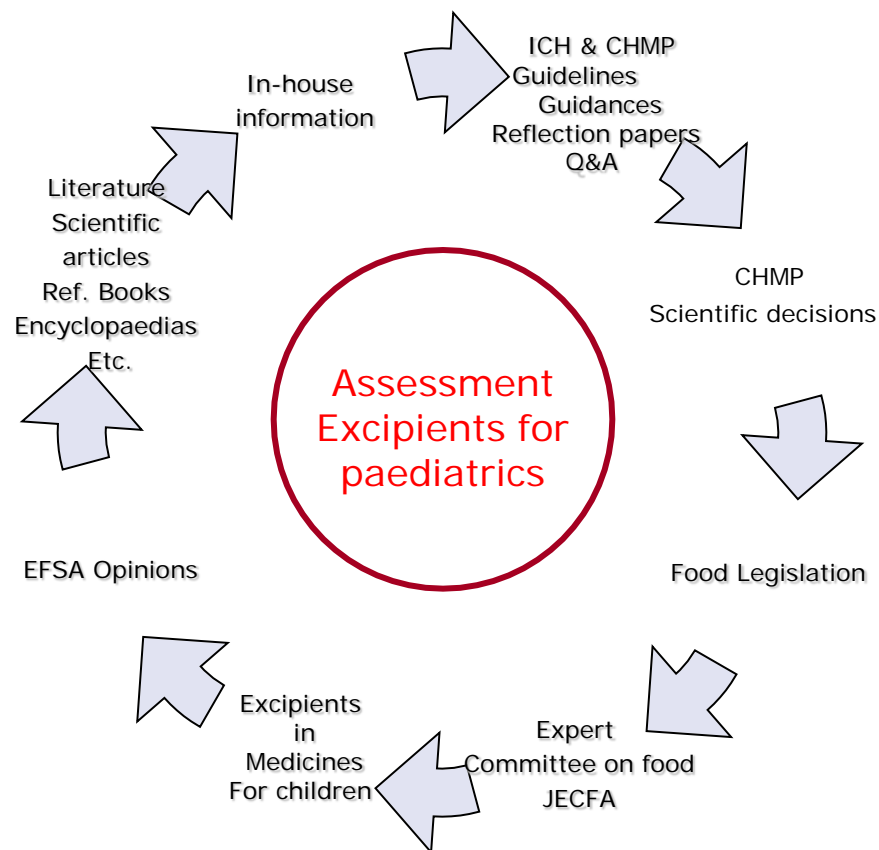 ICH & CHMP
Guidelines
Guidances
Reflection papers
Q&A
CHMP
Scientific decisions
Food Legislation
Expert
Committee on food
JECFA
Excipients
in
Medicines
For children
EFSA Opinions
Literature
Scientific
articles
Ref. Books
Encyclopaedias
Etc.
In-house
information
Assessment
Excipients for
paediatrics